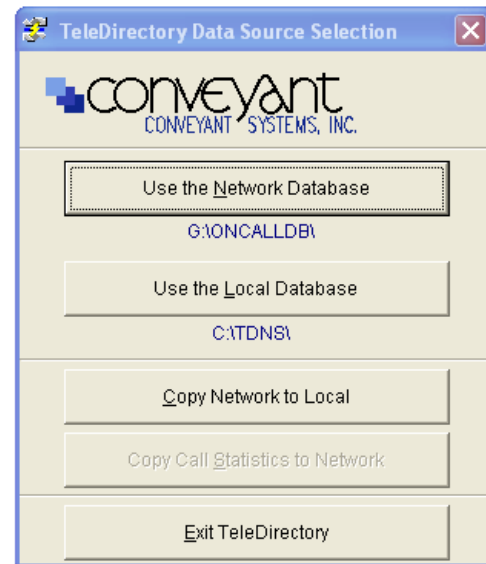 TeleDirectory Data Source Selection
conveyant
CONVEYANT SYSTEMS, INC.
Use the Network Database
G:\ONCALLDB\
Use the Local Database
C:\TDNS\
Copy Network to Local
Copy Call Statistics to Network
Exit TeleDirectory